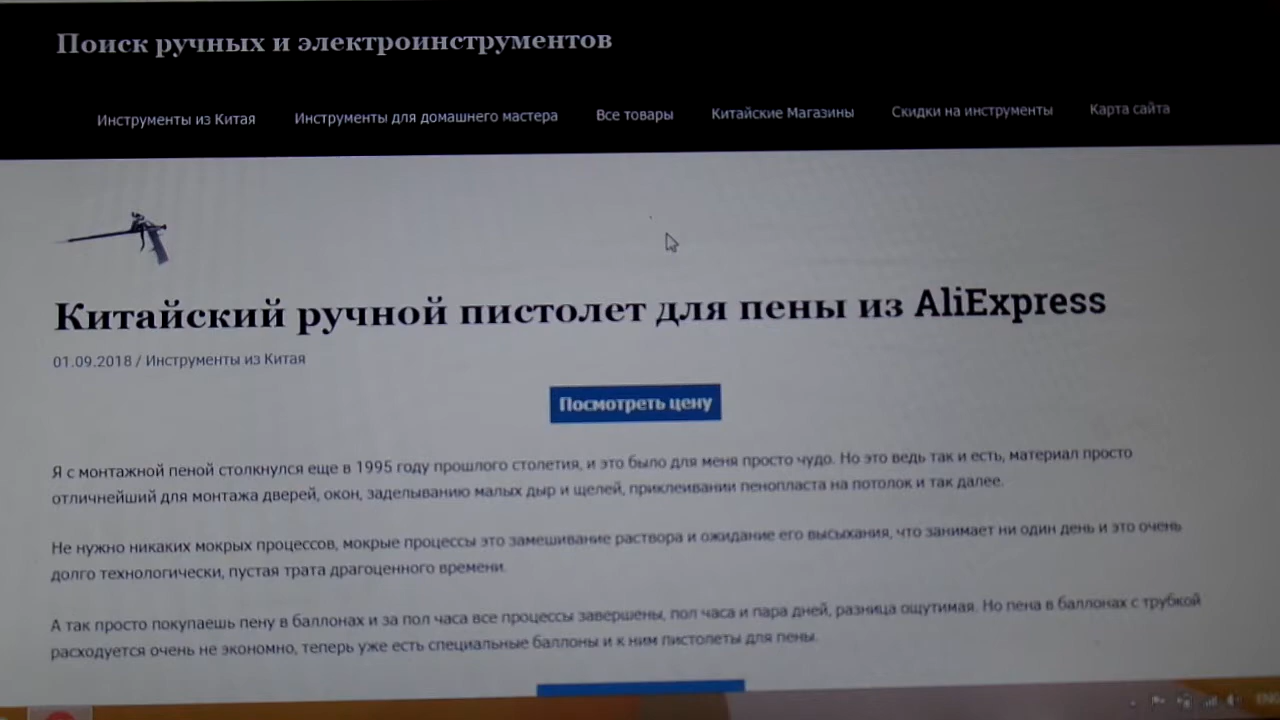 Поиск ручных и электроинструментов
Инструменты из Китая Инструменты для домашнего мастера Все товары Китайские Магазины Скидки на инструменты Карта сайта
Китайский ручной пистолет для пены из AliExpress
01.09.2018 / Инструменты из Китая
Посмотреть цену
Я с монтажной пеной столкнулся еще в 1995 году прошлого столетия, и это было для меня просто чудо. Но это ведь так и есть, материал просто
отличнейший для монтажа дверей, окон, заделыванию малых дыр и щелей, приклеивании пенопласта на потолок и так далее.
Не нужно никаких мокрых процессов, мокрые процессы это замешивание раствора и ожидание его высыхания, что занимает ни один день и это очень
долго технологически, пустая трата драгоценного времени.
А так просто покупаешь пену в баллонах и за пол часа все процессы завершены, пол часа и пара дней, разница ощутимая. Но пена в баллонах с трубкой
расходуется очень не экономно, теперь уже есть специальные баллоны и к ним пистолеты для пены.